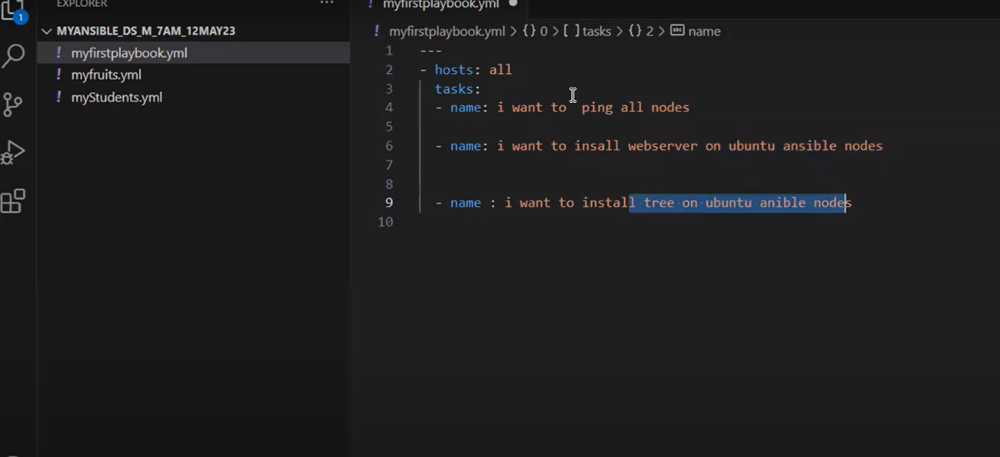 EXPLORER
...
myfirstplaybook.yml
1
MYANSIBLE_DS_M_7AM_12MAY23
myfirstplaybook.yml
myfruits.yml
myStudents.yml
myfirstplaybook.yml > {} 0 > [ ] tasks > {} 2 > abc name
1 ---
2 - hosts: all
3 tasks:
4 - name: i want to  ping all nodes
5
6 - name: i want to insall webserver on ubuntu ansible nodes
7
8
9 - name : i want to install tree on ubuntu anible nodes
10